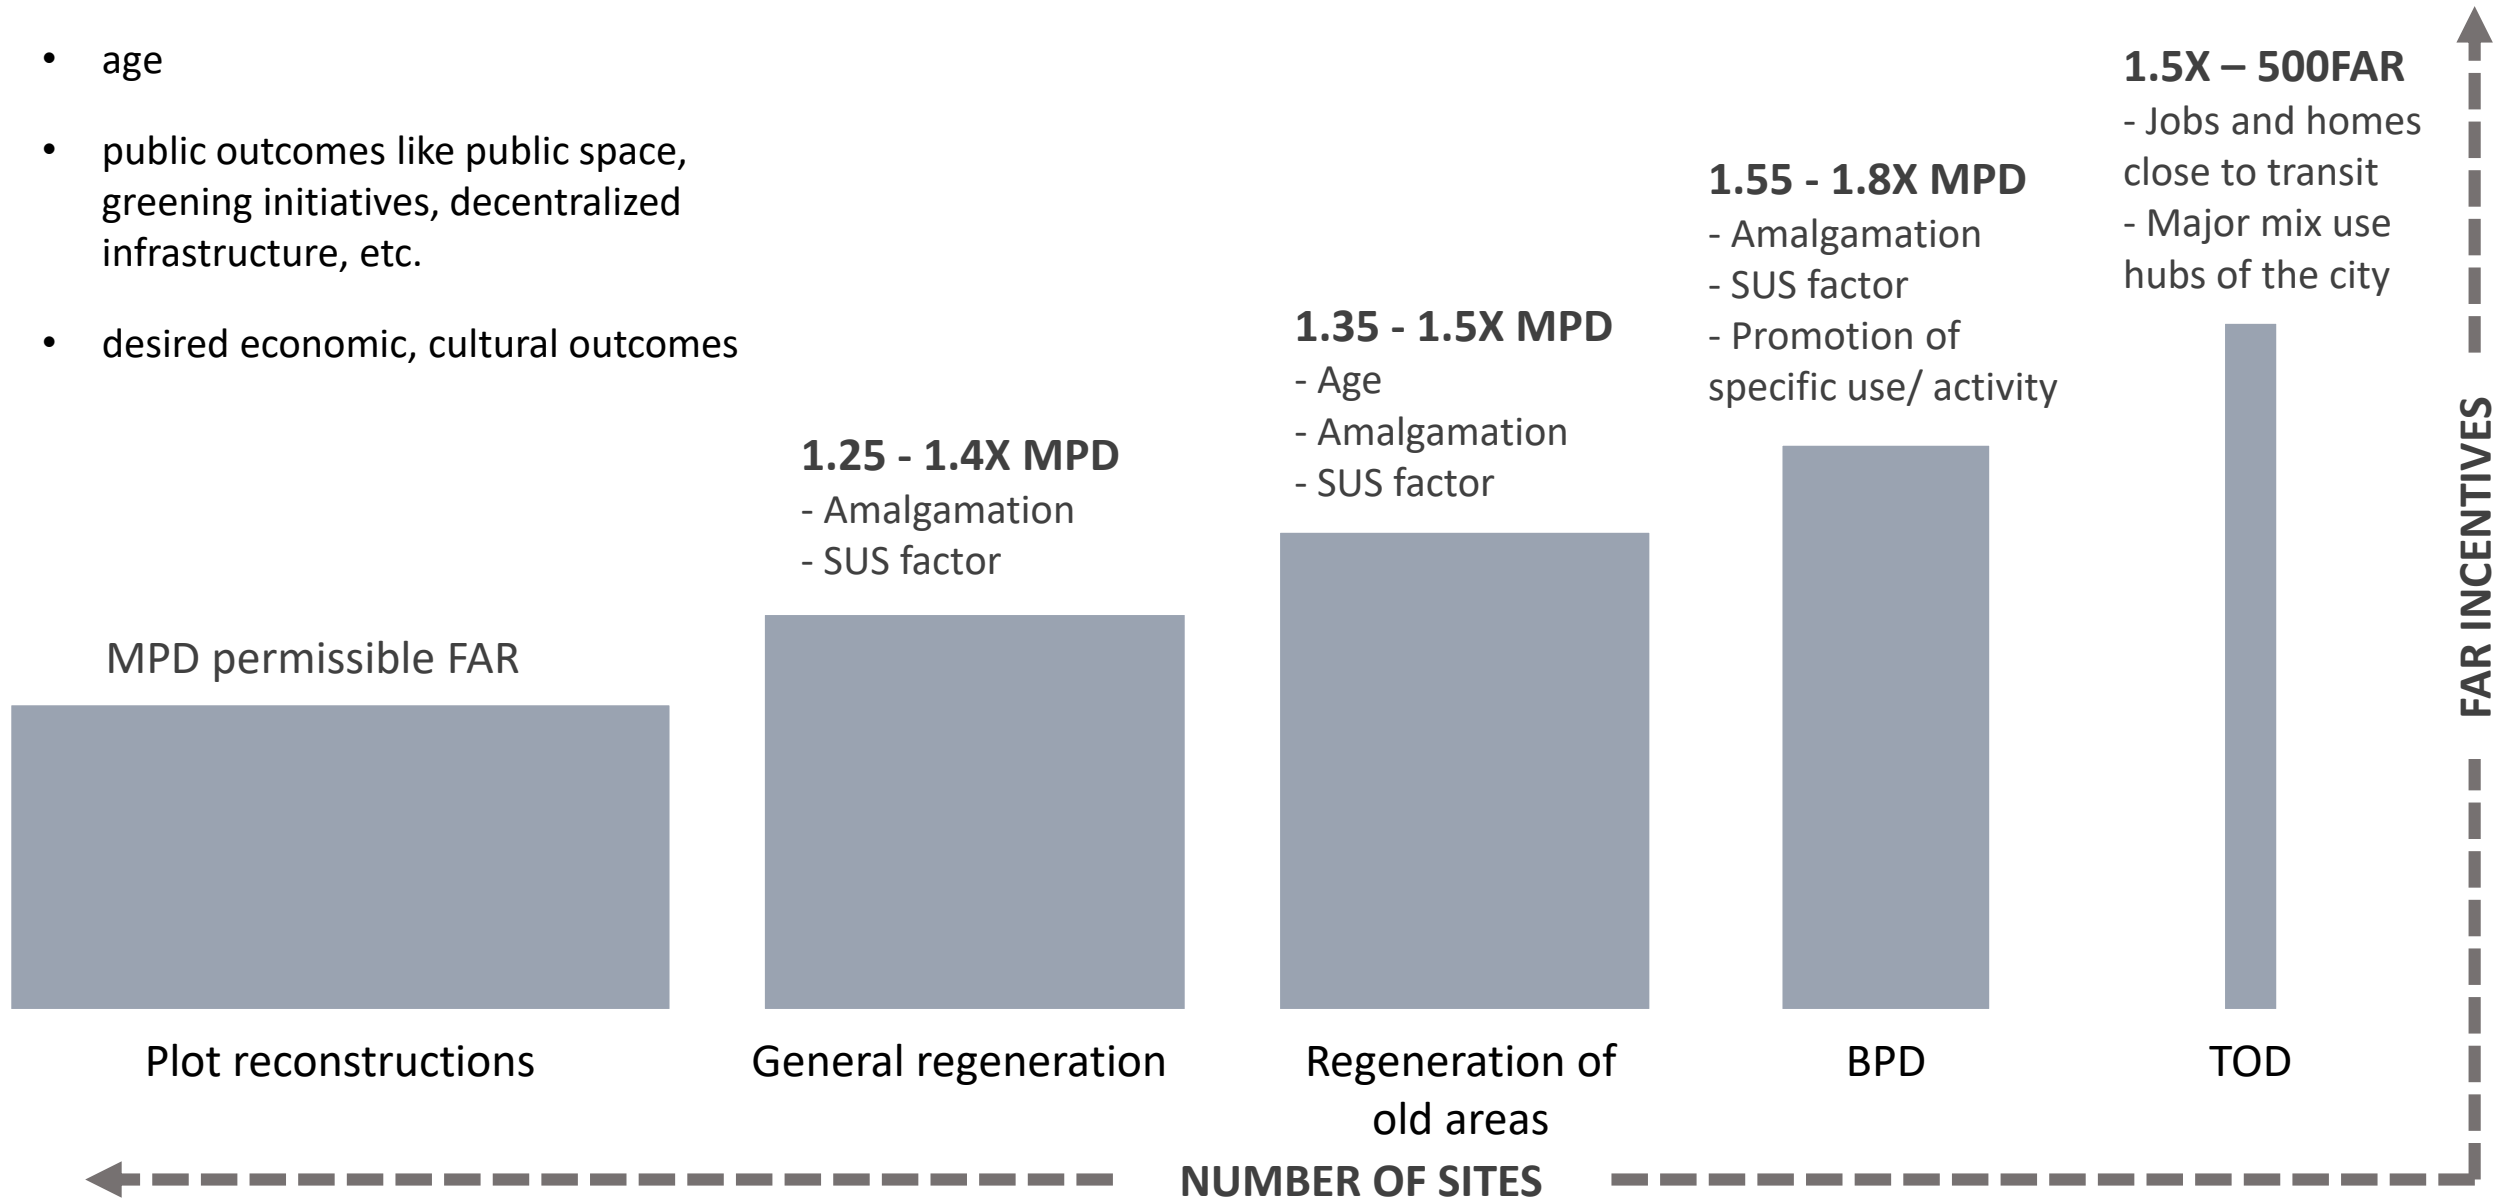 • age
• public outcomes like public space,
greening initiatives, decentralized
infrastructure, etc.
• desired economic, cultural outcomes
MPD permissible FAR
1.25 - 1.4X MPD
- Amalgamation
- SUS factor
1.35 - 1.5X MPD
- Age
- Amalgamation
- SUS factor
1.55 - 1.8X MPD
- Amalgamation
- SUS factor
- Promotion of
specific use/ activity
1.5X – 500FAR
- Jobs and homes
close to transit
- Major mix use
hubs of the city
FAR INCENTIVES
Plot reconstructions
General regeneration
Regeneration of
old areas
BPD
TOD
NUMBER OF SITES